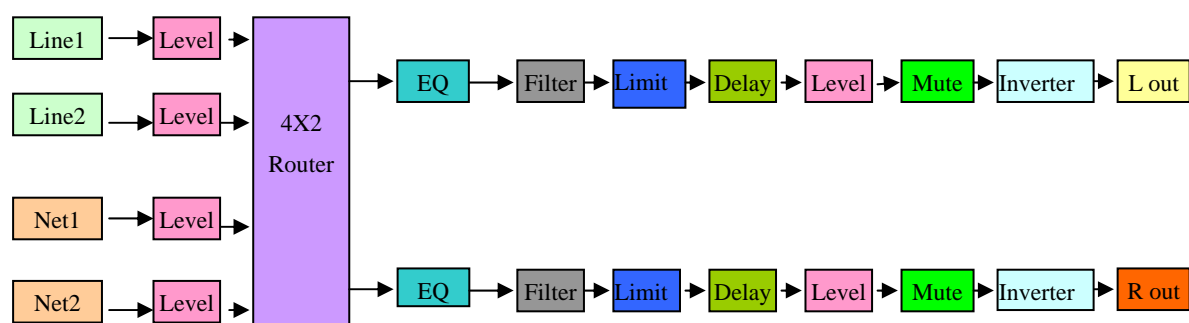 Line1
Level
Line2
Level
4X2
Router
EQ
Filter
Limit
Delay
Level
Mute
Inverter
L out
Net1
Level
Net2
Level
EQ
Filter
Limit
Delay
Level
Mute
Inverter
R out